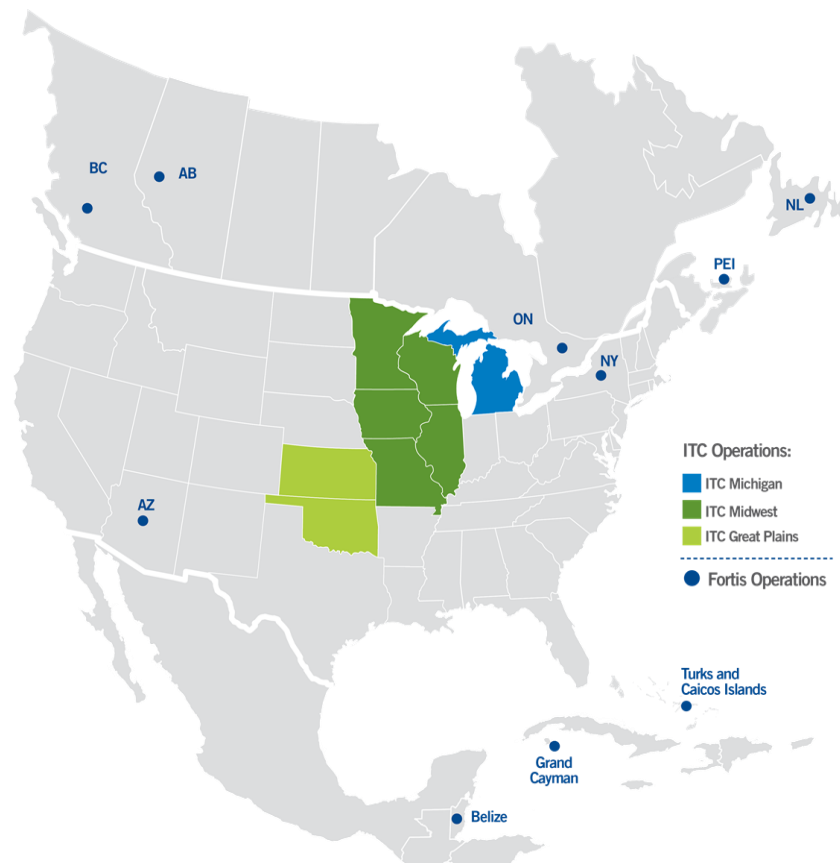 BC
AB
NL
PEI
ON
NY
ITC Operations:
ITC Michigan
ITC Midwest
AZ
ITC Great Plains
Fortis Operations
Turks and
Caicos Islands
Grand
Cayman
Belize